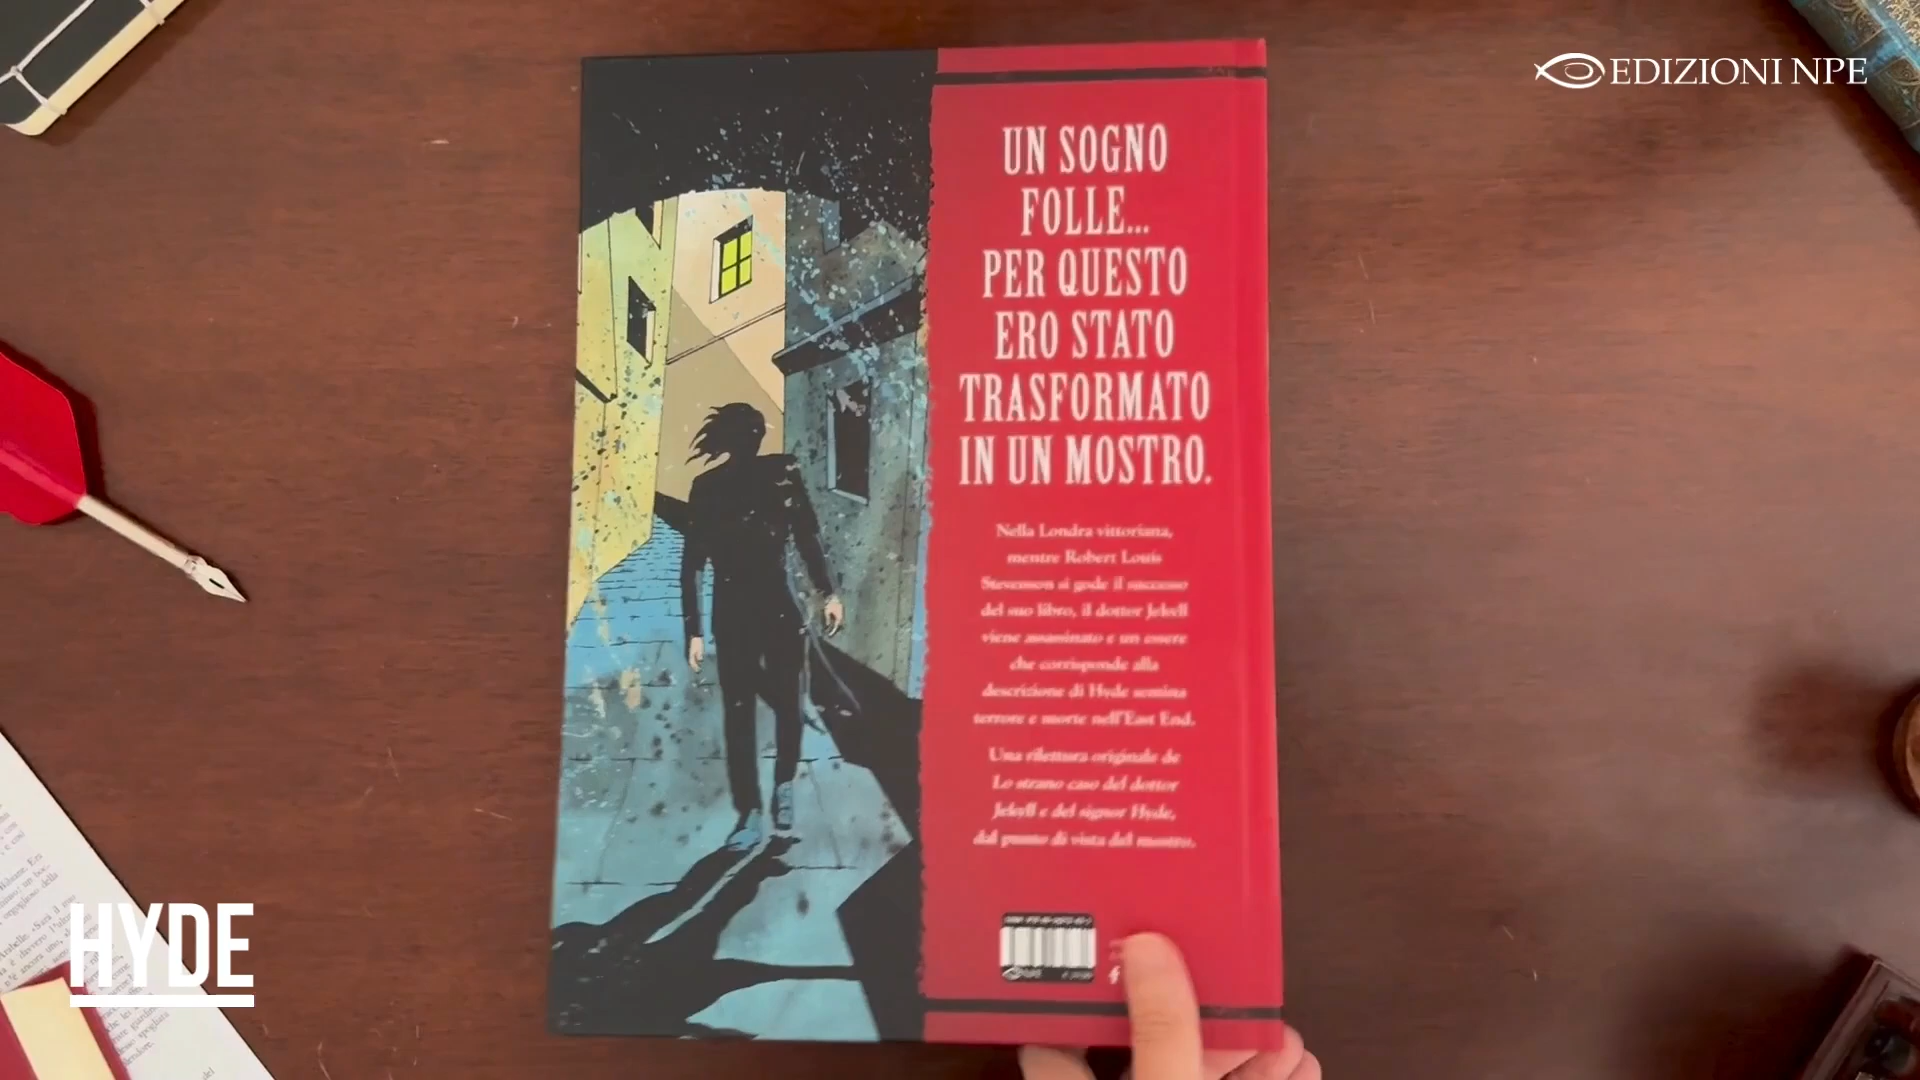 EDIZIONI NPE
UN SOGNO
FOLLE...
PER QUESTO
ERO STATO
TRASFORMATO
IN UN MOSTRO.
Nella Londra vittoriana,
mentre Robert Louis
Stevenson si gode il successo
del suo libro, il dottor Jekyll
viene assassinato e un essere
che corrisponde alla
descrizione di Hyde semina
terrore e morte nell'East End.
Una rilettura originale de
Lo strano caso del dottor
Jekyll e del signor Hyde,
dal punto di vista del mostro.
HYDE